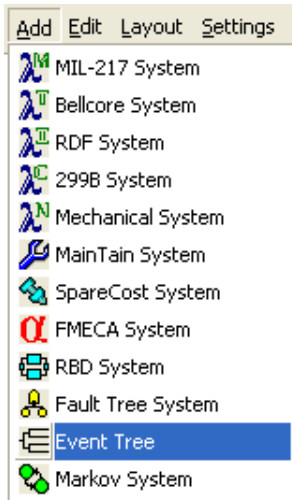 Add Edit Layout Settings
MIL-217 System
Bellcore System
RDF System
299B System
Mechanical System
MainTain System
SpareCost System
FMECA System
RBD System
Fault Tree System
Event Tree
Markov System